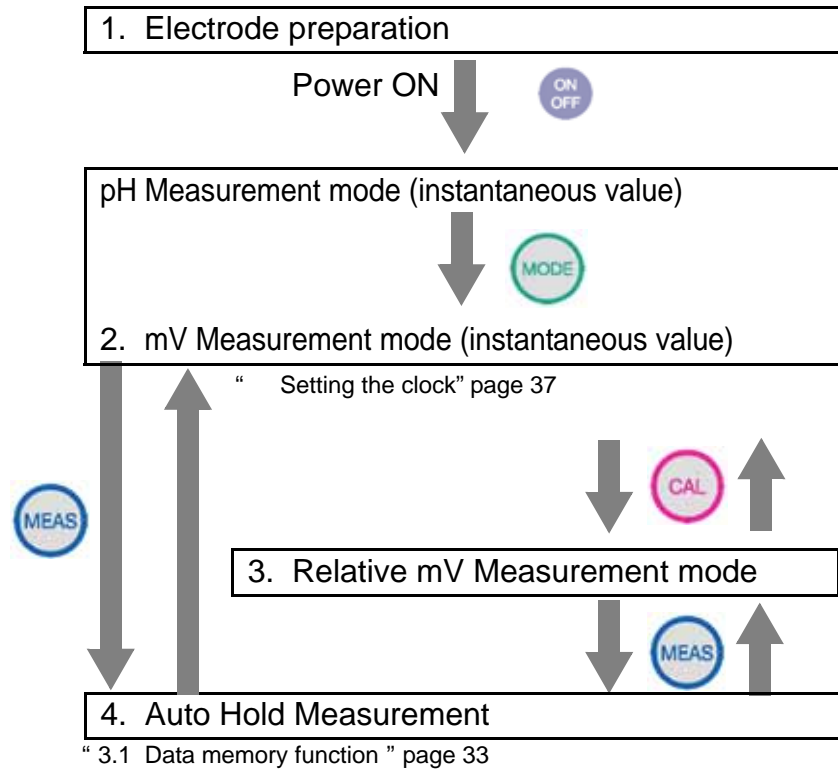 1. Electrode preparation
Power ON
ON
OFF
pH Measurement mode (instantaneous value)
MODE
2. mV Measurement mode (instantaneous value)
“ Setting the clock” page 37
CAL
MEAS
3. Relative mV Measurement mode
MEAS
4. Auto Hold Measurement
“ 3.1 Data memory function ” page 33